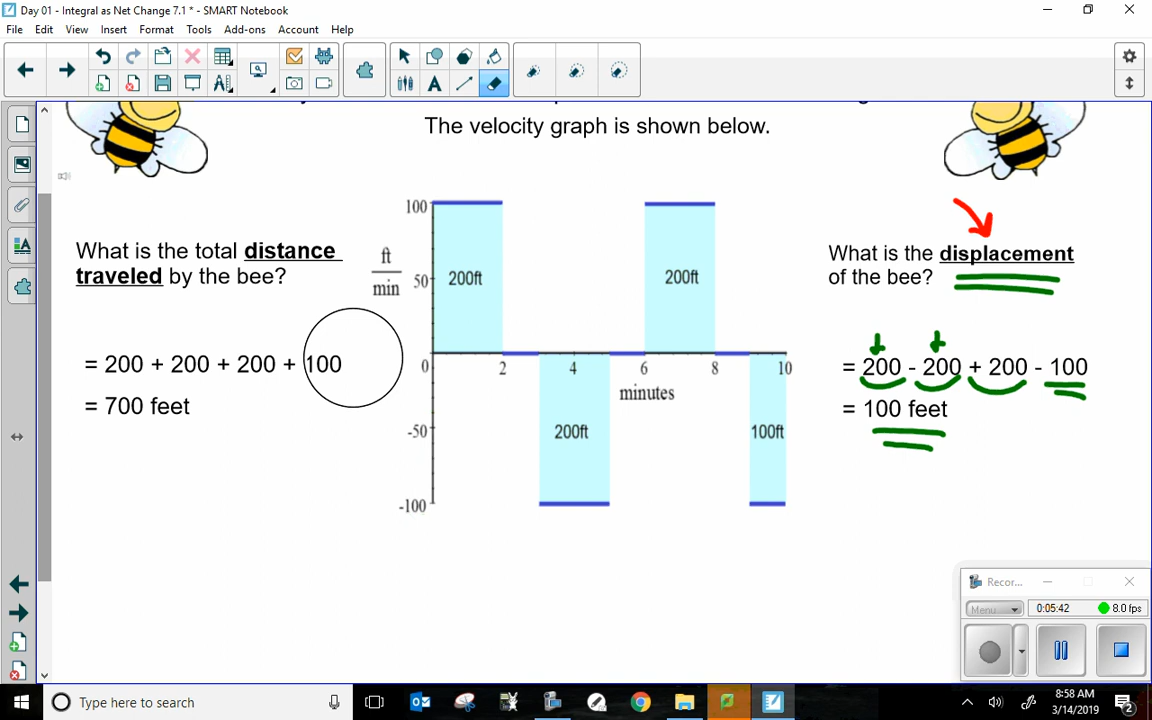 Day 01 - Integral as Net Change 7.1 * - SMART Notebook
File Edit View Insert Format Tools Add-ons Account Help
The velocity graph is shown below.
What is the total distance
traveled by the bee?
= 200 + 200 + 200 + 100
= 700 feet
ft
min
100
50
0
-50
-100
2
4
6
8
10
minutes
200ft
200ft
200ft
100ft
What is the displacement
of the bee?
= 200 - 200 + 200 - 100
= 100 feet
Recor...
Menu
0:05:42
8.0 fps
Type here to search
8:58 AM
3/14/2019
2